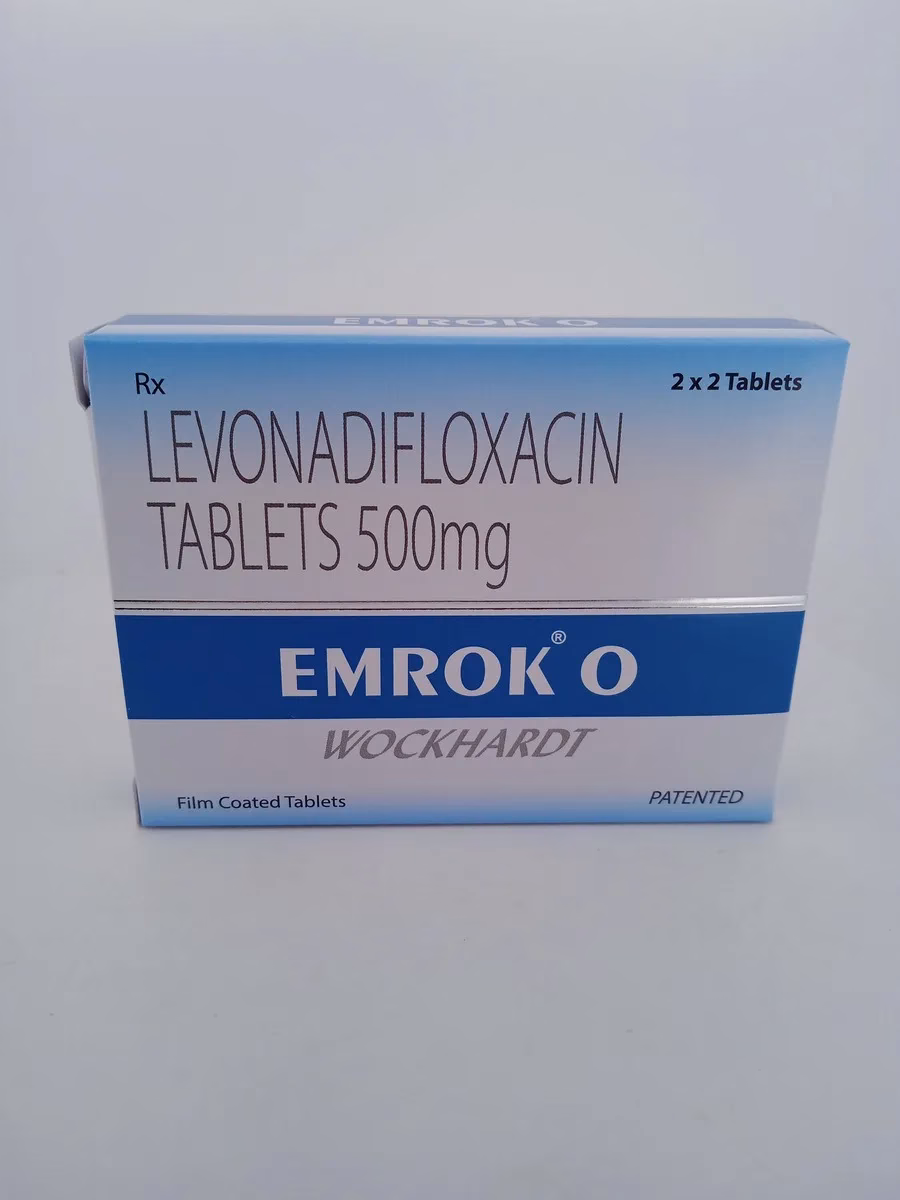 EMROK O
Rx
2 x 2 Tablets
LEVONADIFLOXACIN
TABLETS 500mg
EMROK® O
WOCKHARDT
Film Coated Tablets
PATENTED